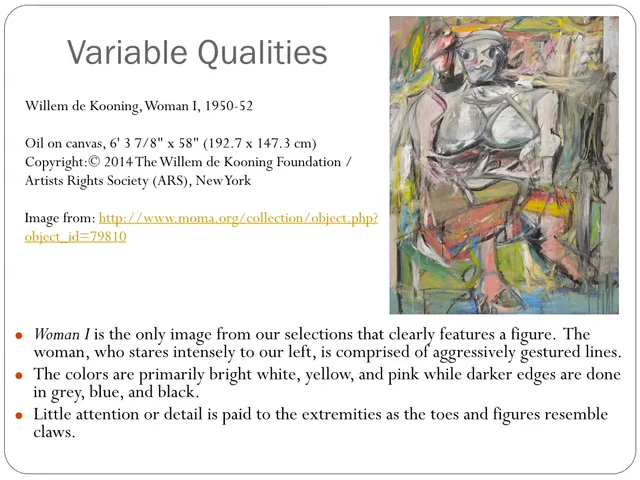 Variable Qualities
Willem de Kooning, Woman I, 1950-52
Oil on canvas, 6' 3 7/8" x 58" (192.7 x 147.3 cm)
Copyright:© 2014 The Willem de Kooning Foundation /
Artists Rights Society (ARS), New York
Image from: http://www.moma.org/collection/object.php?
object_id=79810
• Woman I is the only image from our selections that clearly features a figure. The
woman, who stares intensely to our left, is comprised of aggressively gestured lines.
• The colors are primarily bright white, yellow, and pink while darker edges are done
in grey, blue, and black.
• Little attention or detail is paid to the extremities as the toes and figures resemble
claws.